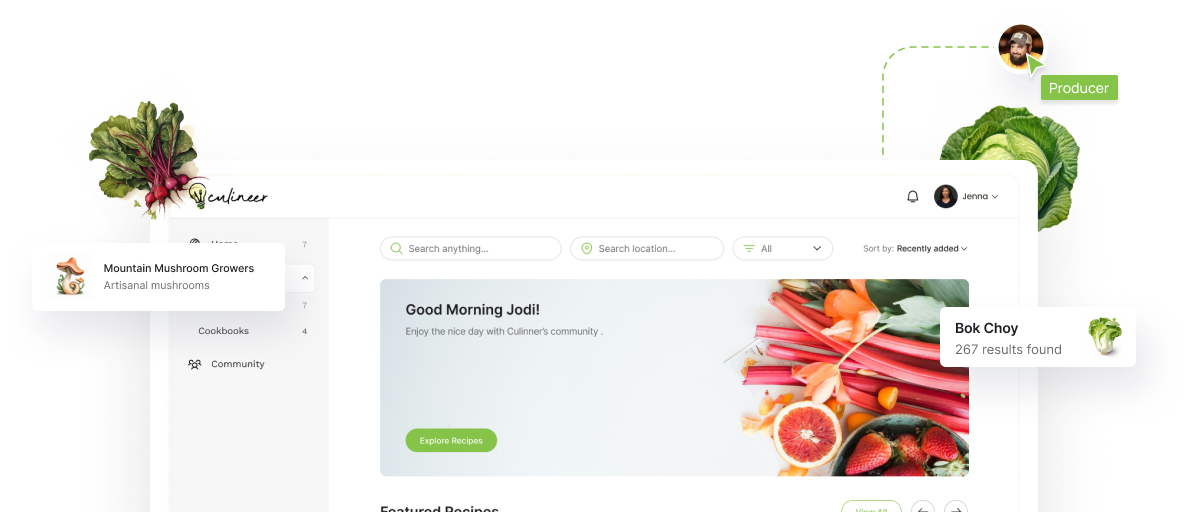 Producer
culineer
Jenna
Home
7
Search anything...
Search location...
All
Sort by: Recently added
Mountain Mushroom Growers
Artisanal mushrooms
7
Cookbooks
4
Community
Good Morning Jodi!
Enjoy the nice day with Culinner's community .
Explore Recipes
Bok Choy
267 results found
Featured Recipes
View All